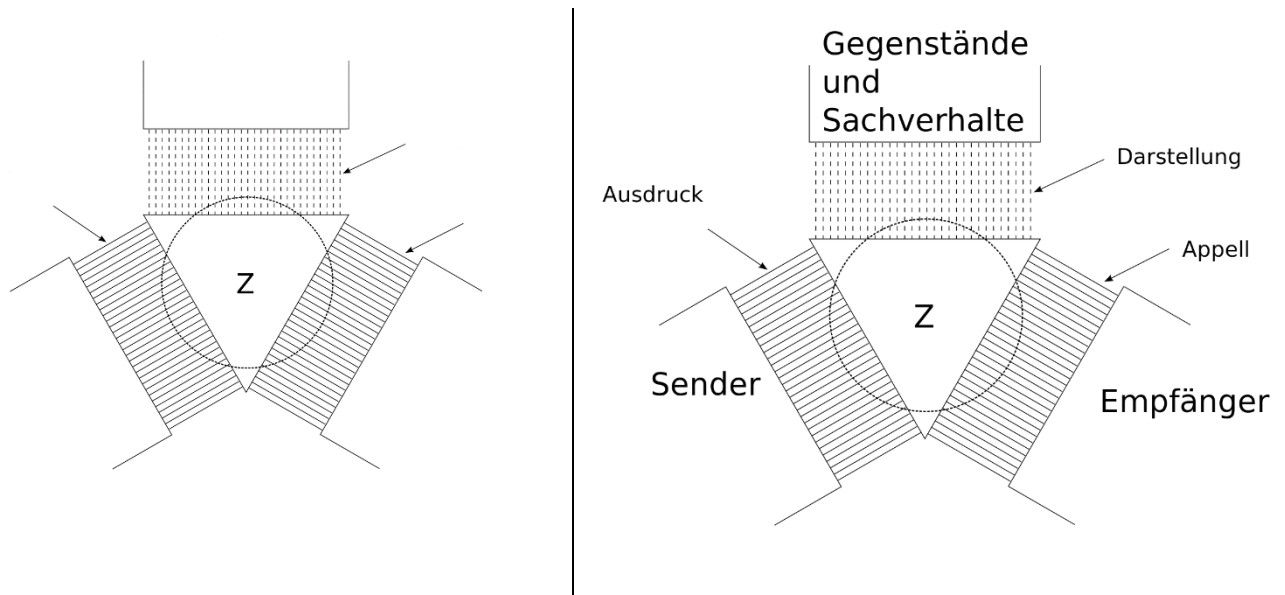 Z
Gegenstände
und
Sachverhalte
Darstellung
Ausdruck
Appell
Z
Sender
Empfänger